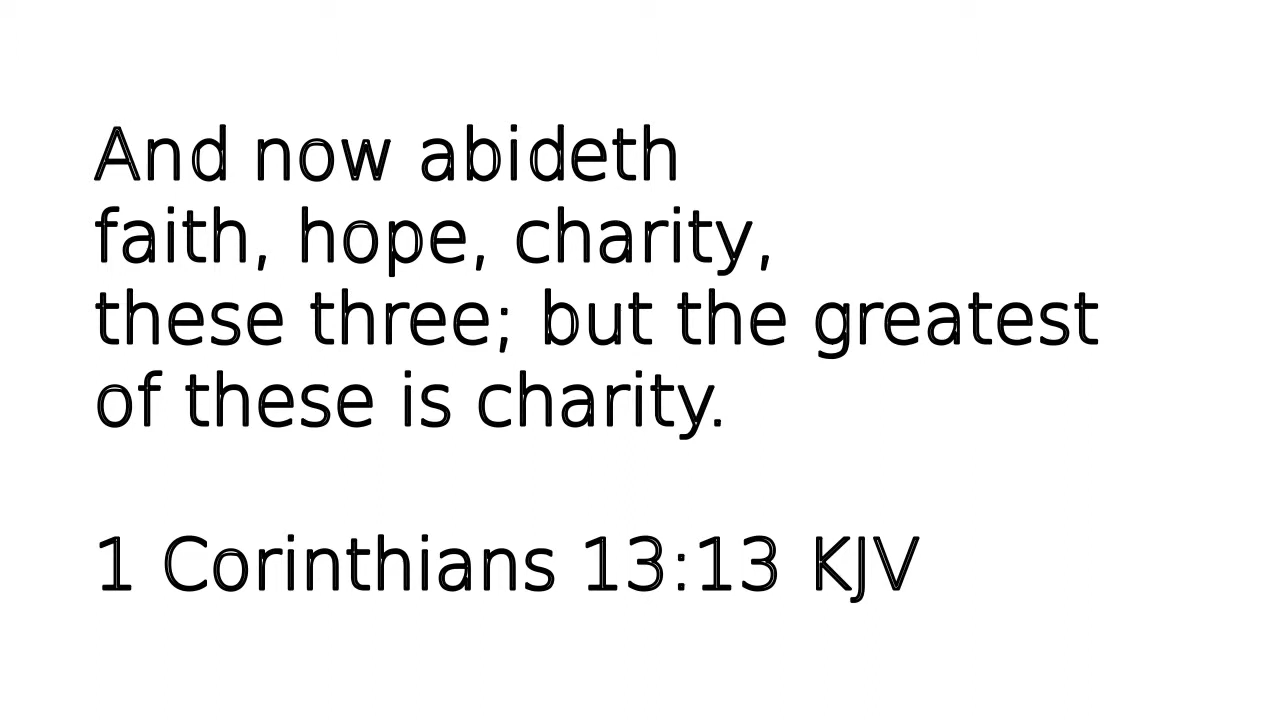 And now abideth
faith, hope, charity,
these three; but the greatest
of these is charity.
1 Corinthians 13:13 KJV